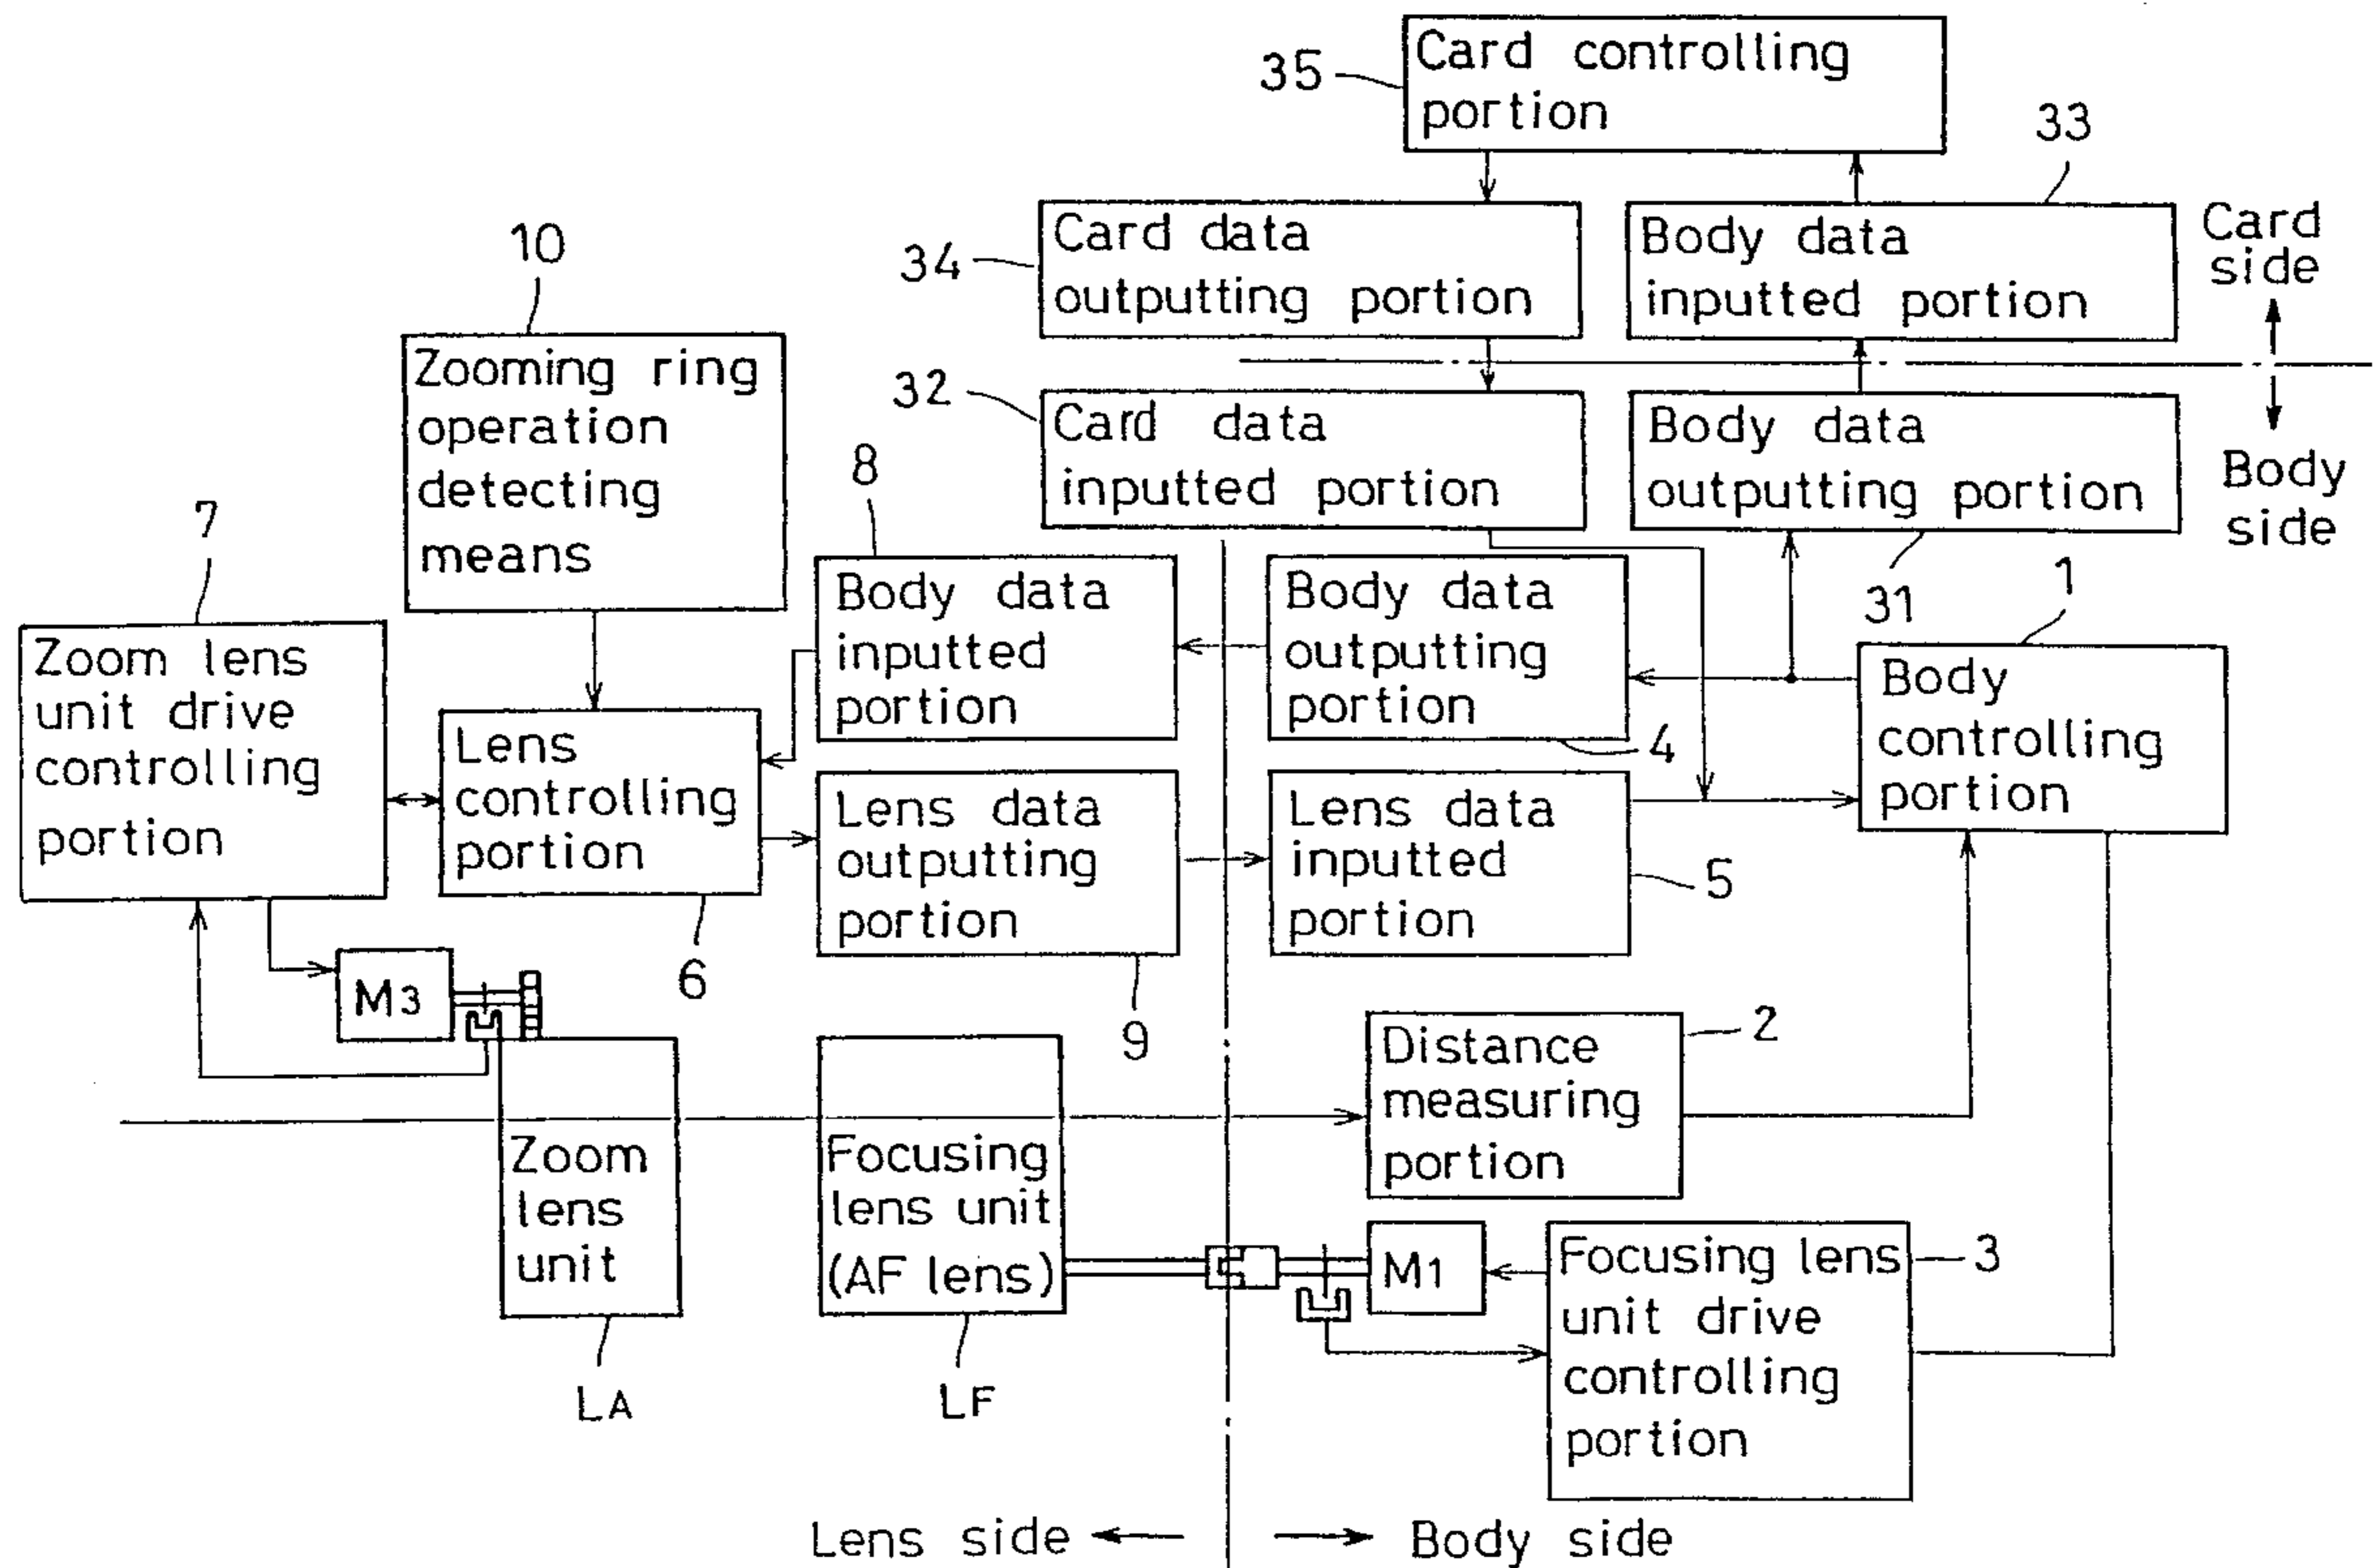 Card controlling
portion
35
33
Card data
outputting portion
34
Body data
inputted portion
Card
side
10
Zooming ring
operation
detecting
means
32
Card data
inputted portion
Body data
outputting portion
Body
side
31
8
7
1
Zoom lens
unit drive
controlling
portion
Lens
controlling
portion
6
Body data
inputted
portion
Body data
outputting
portion
4
Body
controlling
portion
Lens data
outputting
portion
9
Lens data
inputted
portion
5
M3
Distance
measuring
portion
2
Zoom
lens
unit
LA
Focusing
lens unit
(AF lens)
LF
M1
Focusing lens
unit drive
controlling
portion
3
Lens side
Body side